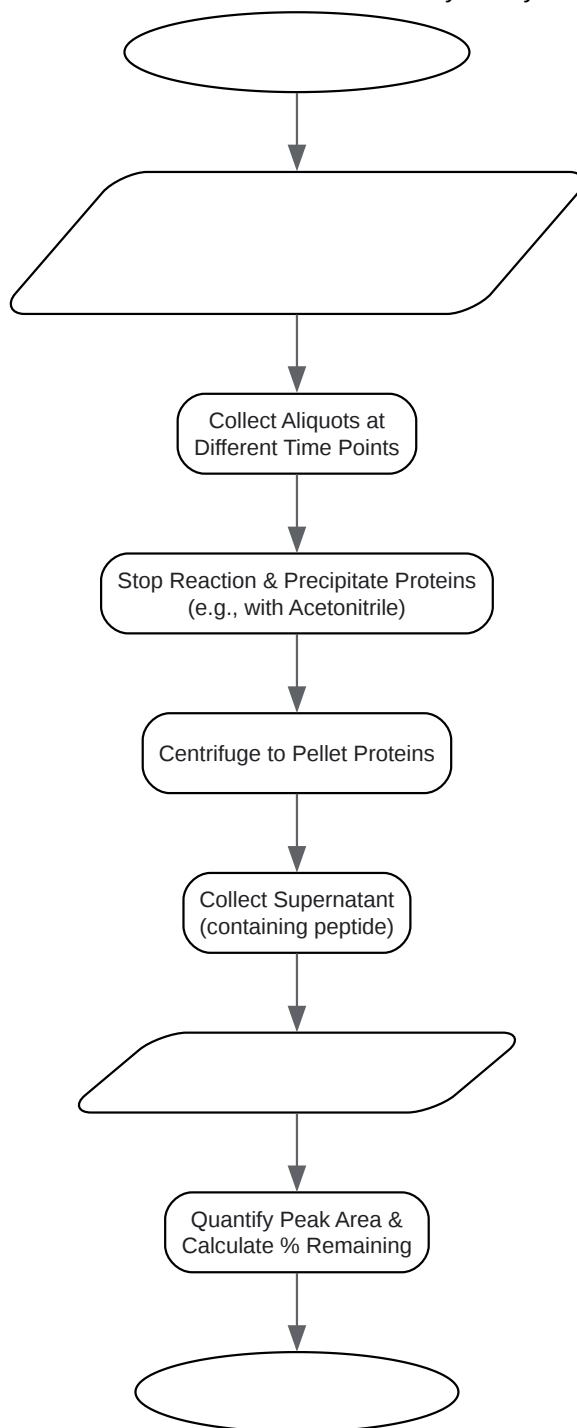 Collect Aliquots at
Different Time Points
Stop Reaction & Precipitate Proteins
(e.g., with Acetonitrile)
Centrifuge to Pellet Proteins
Collect Supernatant
(containing peptide)
Quantify Peak Area &
Calculate % Remaining